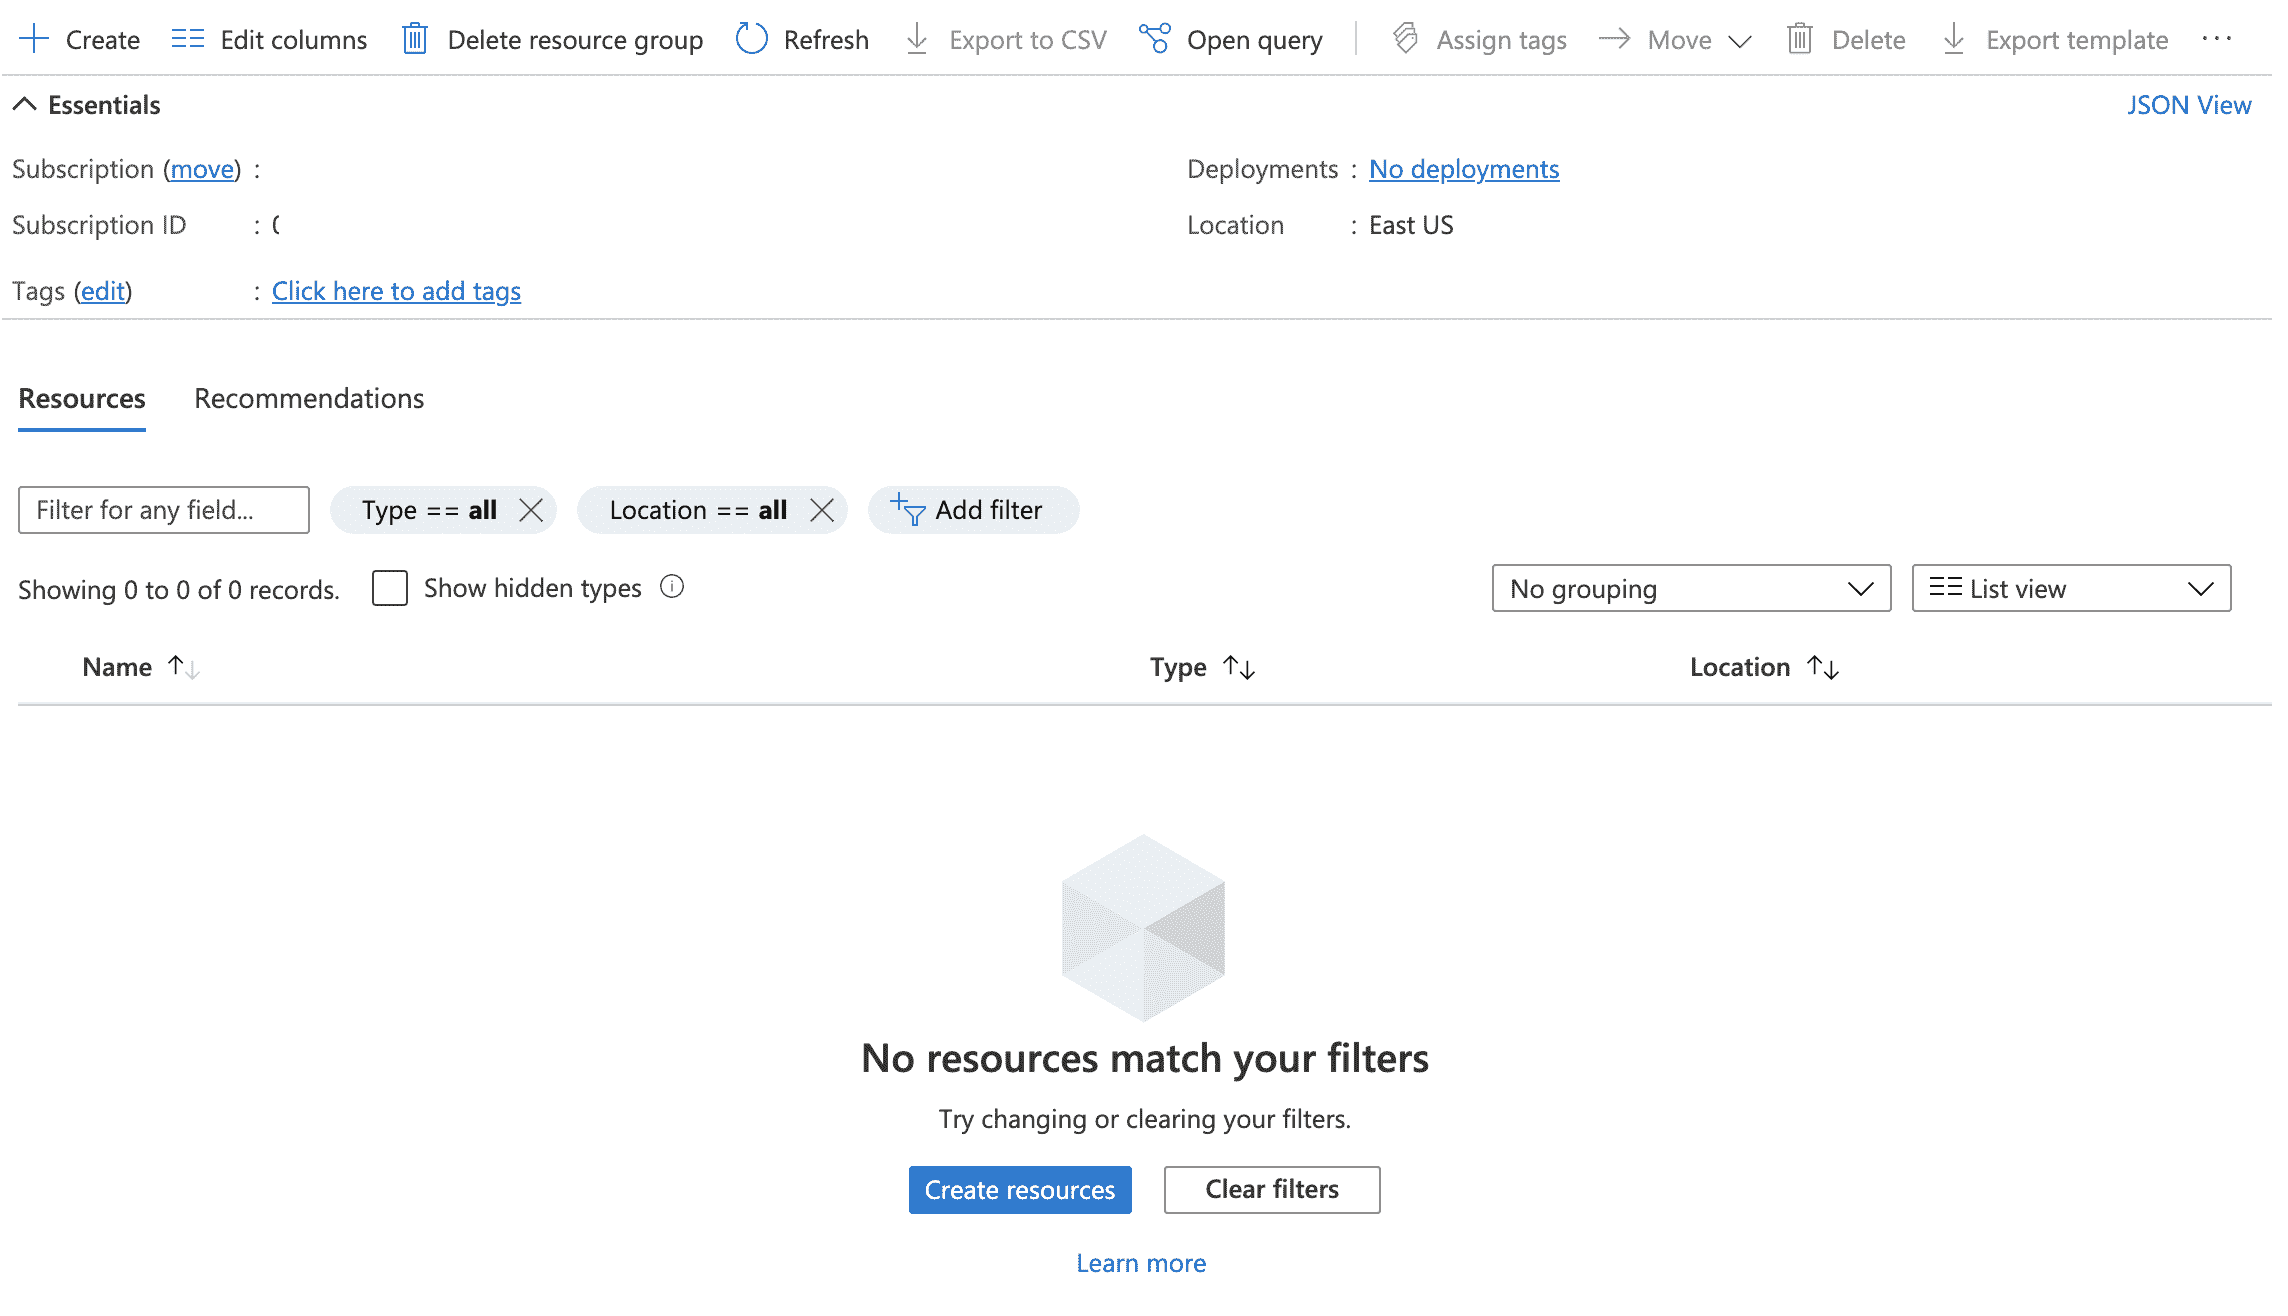 Create Edit columns Delete resource group Refresh Export to CSV Open query Assign tags Move Delete Export template ...
Essentials JSON View
Subscription (move) : Deployments : No deployments
Subscription ID : Location : East US
Tags (edit) : Click here to add tags
Resources Recommendations
Filter for any field... Type == all Location == all Add filter
Showing 0 to 0 of 0 records. Show hidden types No grouping List view
Name Type Location
No resources match your filters
Try changing or clearing your filters.
Create resources Clear filters
Learn more